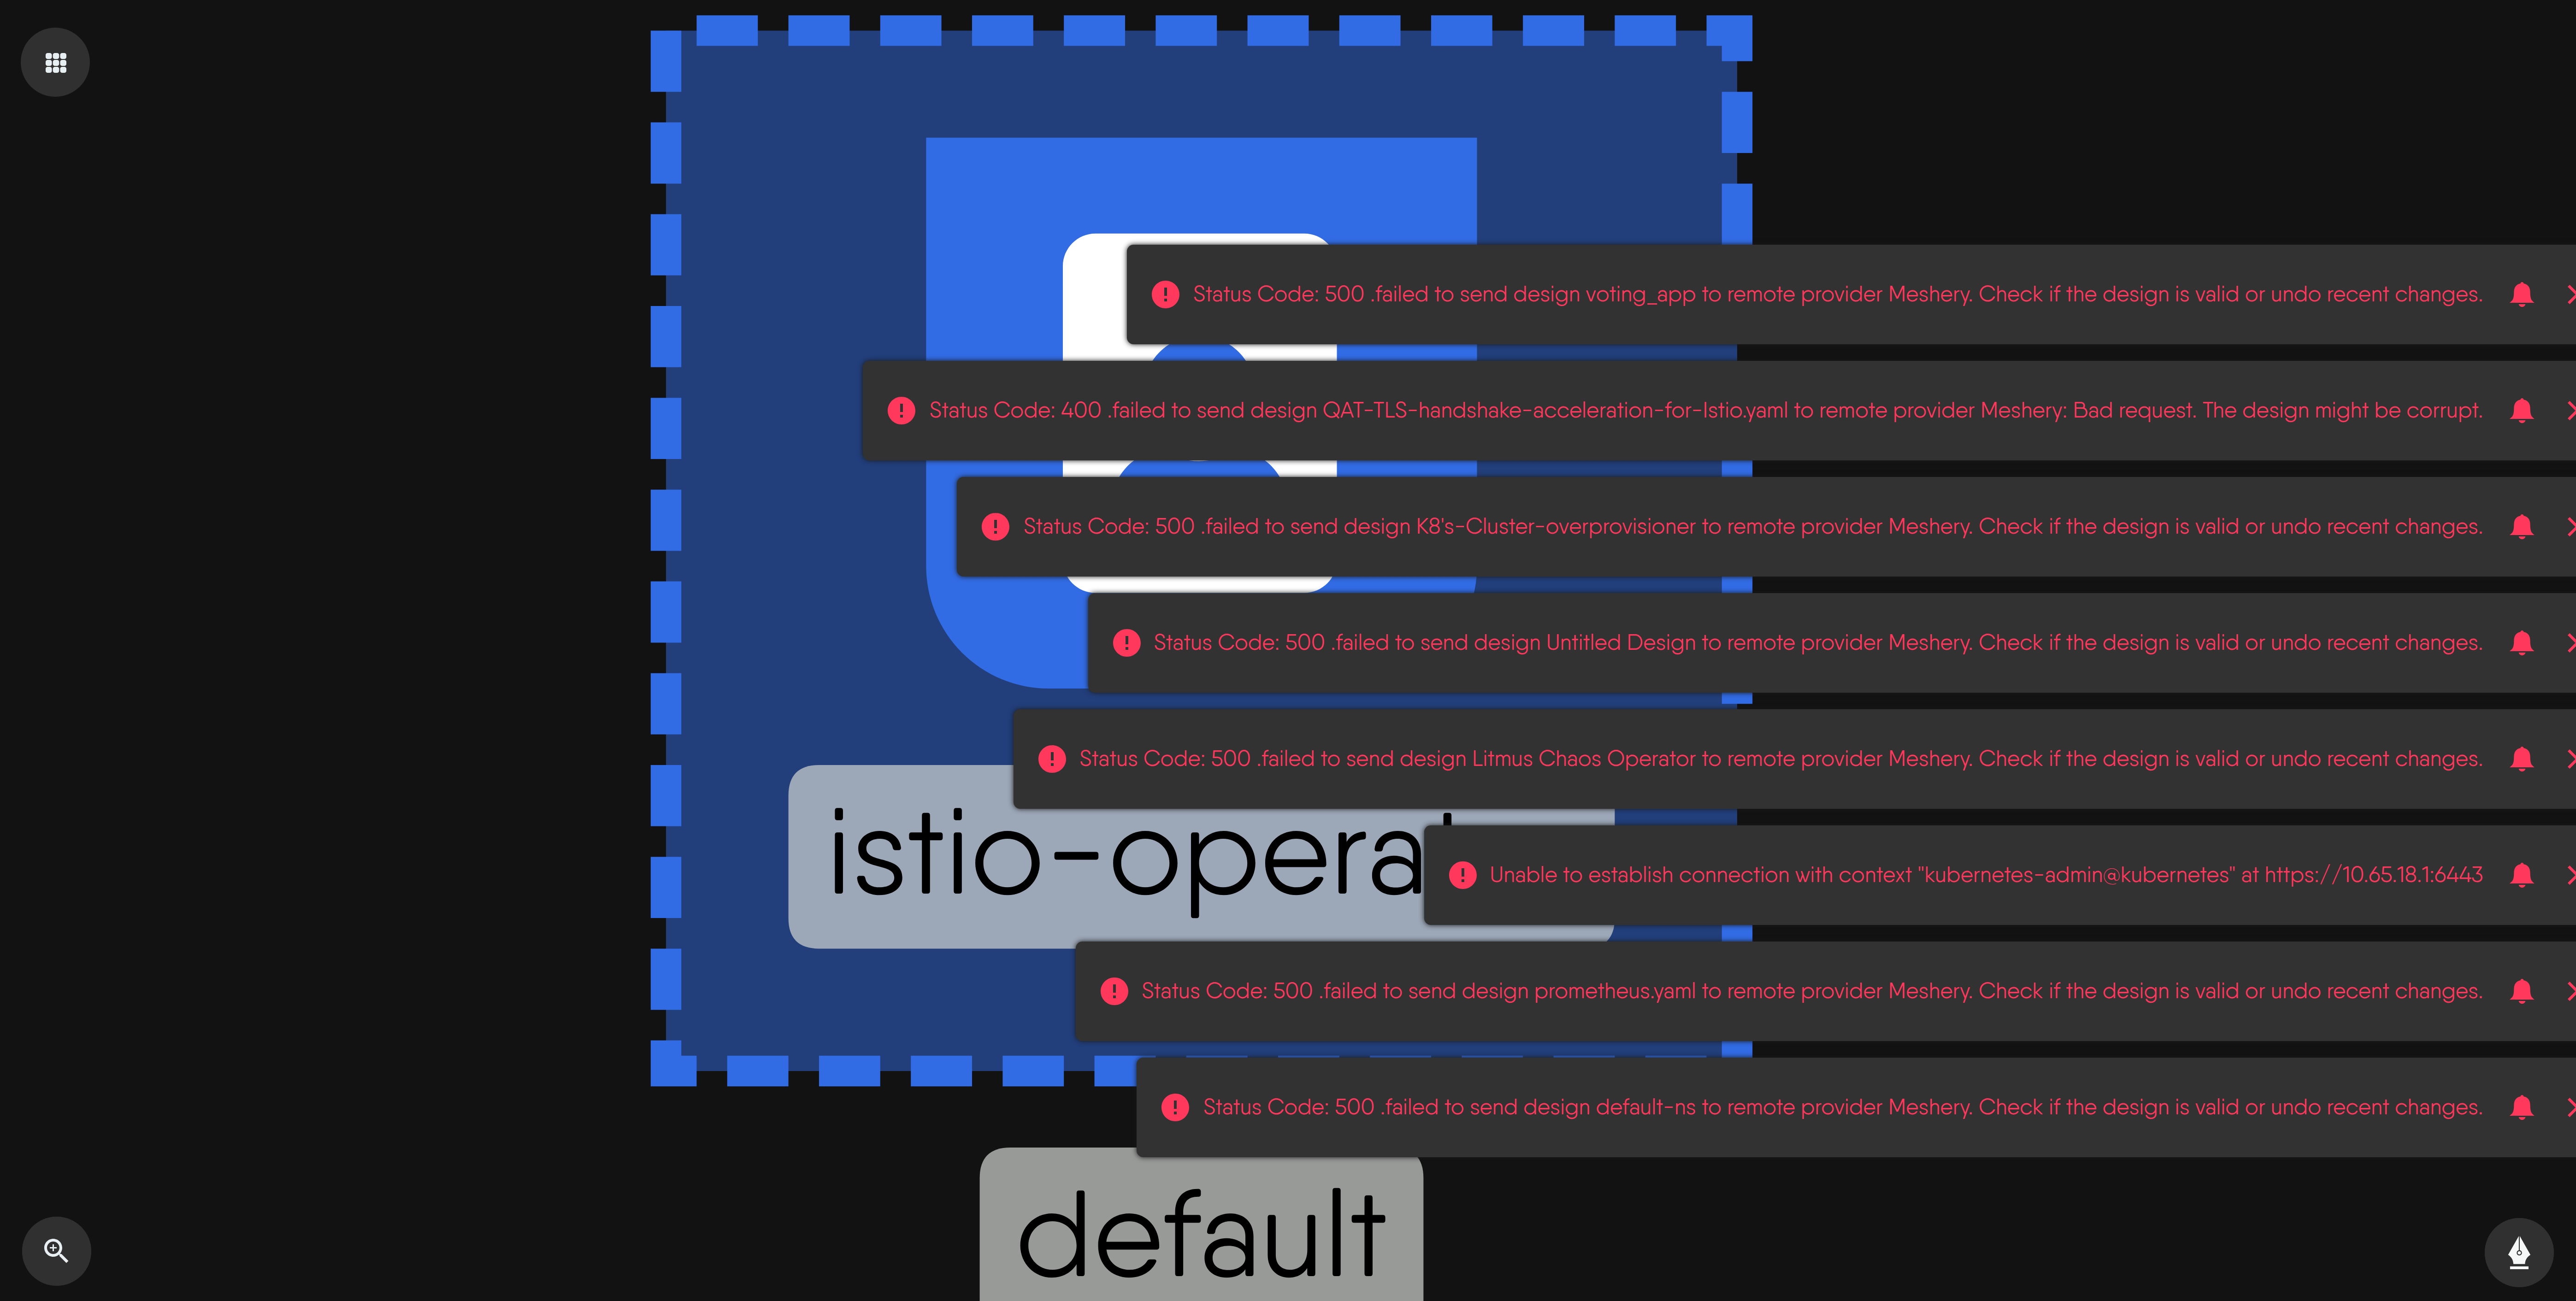 Status Code: 500 .failed to send design voting_app to remote provider Meshery. Check if the design is valid or undo recent changes.
Status Code: 400 .failed to send design QAT-TLS-handshake-acceleration-for-Istio.yaml to remote provider Meshery: Bad request. The design might be corrupt.
Status Code: 500 .failed to send design K8's-Cluster-overprovisioner to remote provider Meshery. Check if the design is valid or undo recent changes.
Status Code: 500 .failed to send design Untitled Design to remote provider Meshery. Check if the design is valid or undo recent changes.
Status Code: 500 .failed to send design Litmus Chaos Operator to remote provider Meshery. Check if the design is valid or undo recent changes.
istio-opera
Unable to establish connection with context "kubernetes-admin@kubernetes" at https://10.65.18.1:6443
Status Code: 500 .failed to send design prometheus.yaml to remote provider Meshery. Check if the design is valid or undo recent changes.
Status Code: 500 .failed to send design default-ns to remote provider Meshery. Check if the design is valid or undo recent changes.
default